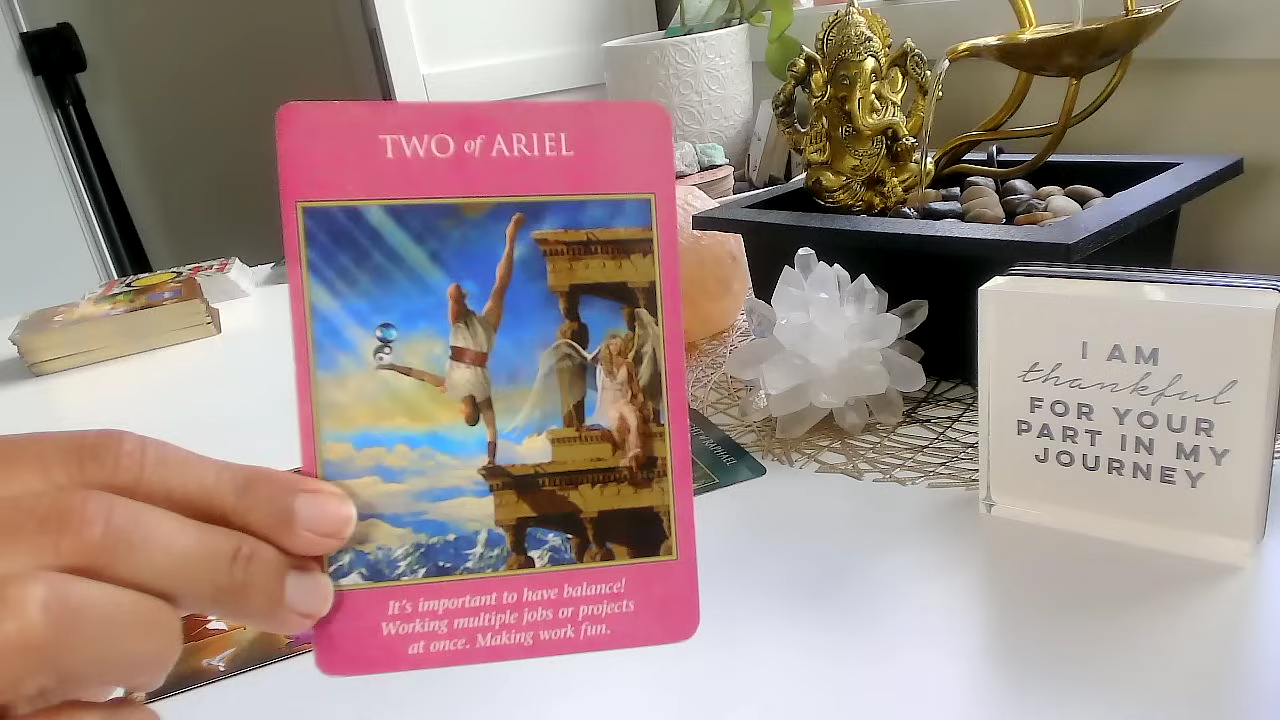 TWO of ARIEL
It's important to have balance!
Working multiple jobs or projects
at once. Making work fun.
I AM
thankful
FOR YOUR
PART IN MY
JOURNEY
RAPHAEL